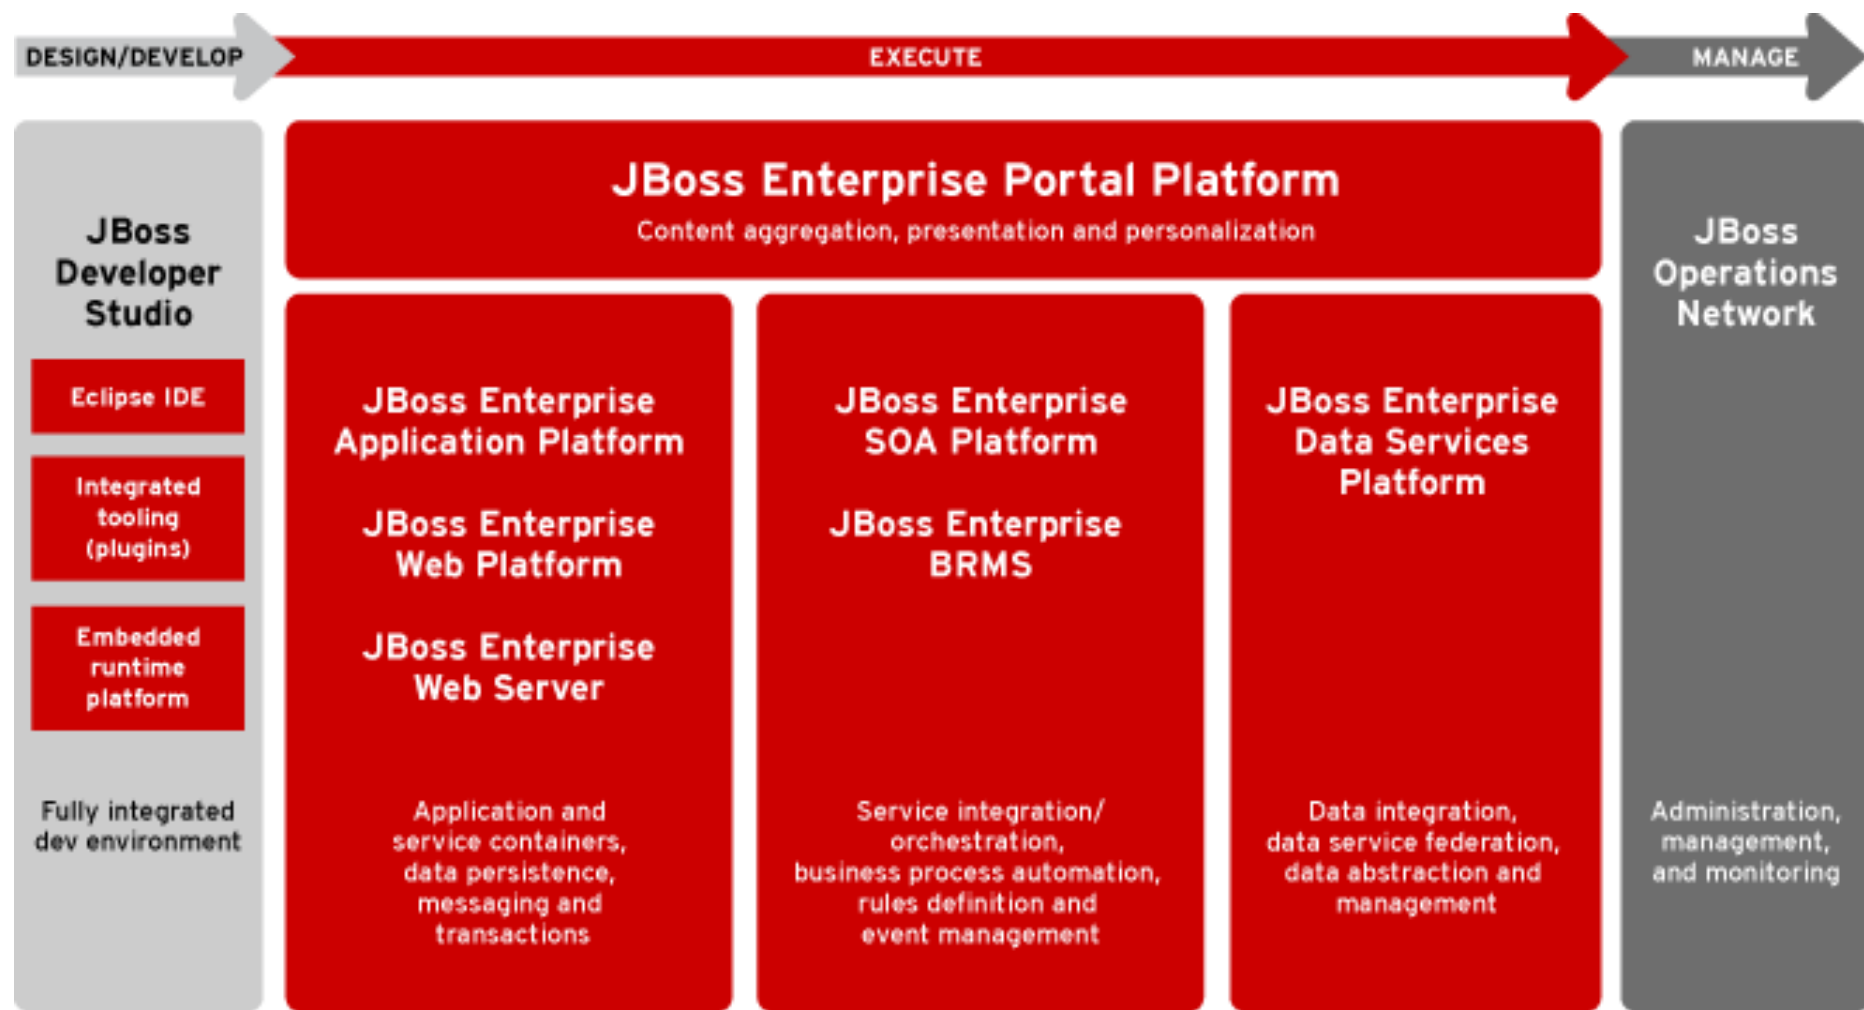 DESIGN/DEVELOP
EXECUTE
MANAGE
JBoss
Developer
Studio
Eclipse IDE
Integrated
tooling
(plugins)
Embedded
runtime
platform
Fully integrated
dev environment
JBoss Enterprise Portal Platform
Content aggregation, presentation and personalization
JBoss Enterprise
Application Platform
JBoss Enterprise
Web Platform
JBoss Enterprise
Web Server
Application and
service containers,
data persistence,
messaging and
transactions
JBoss Enterprise
SOA Platform
JBoss Enterprise
BRMS
Service integration/
orchestration,
business process automation,
rules definition and
event management
JBoss Enterprise
Data Services
Platform
Data integration,
data service federation,
data abstraction and
management
JBoss
Operations
Network
Administration,
management,
and monitoring